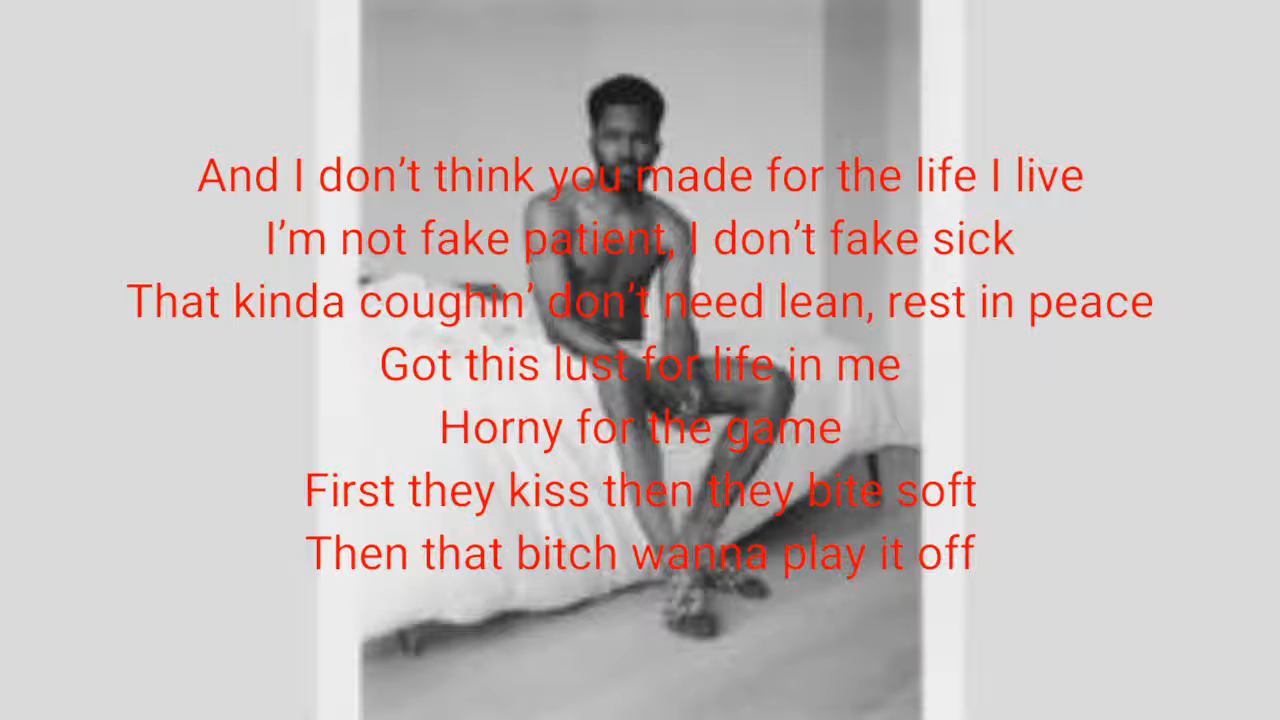 And I don’t think you made for the life I live
I’m not fake patient, I don’t fake sick
That kinda coughin’ don’t need lean, rest in peace
Got this lust for life in me
Horny for the game
First they kiss then they bite soft
Then that bitch wanna play it off